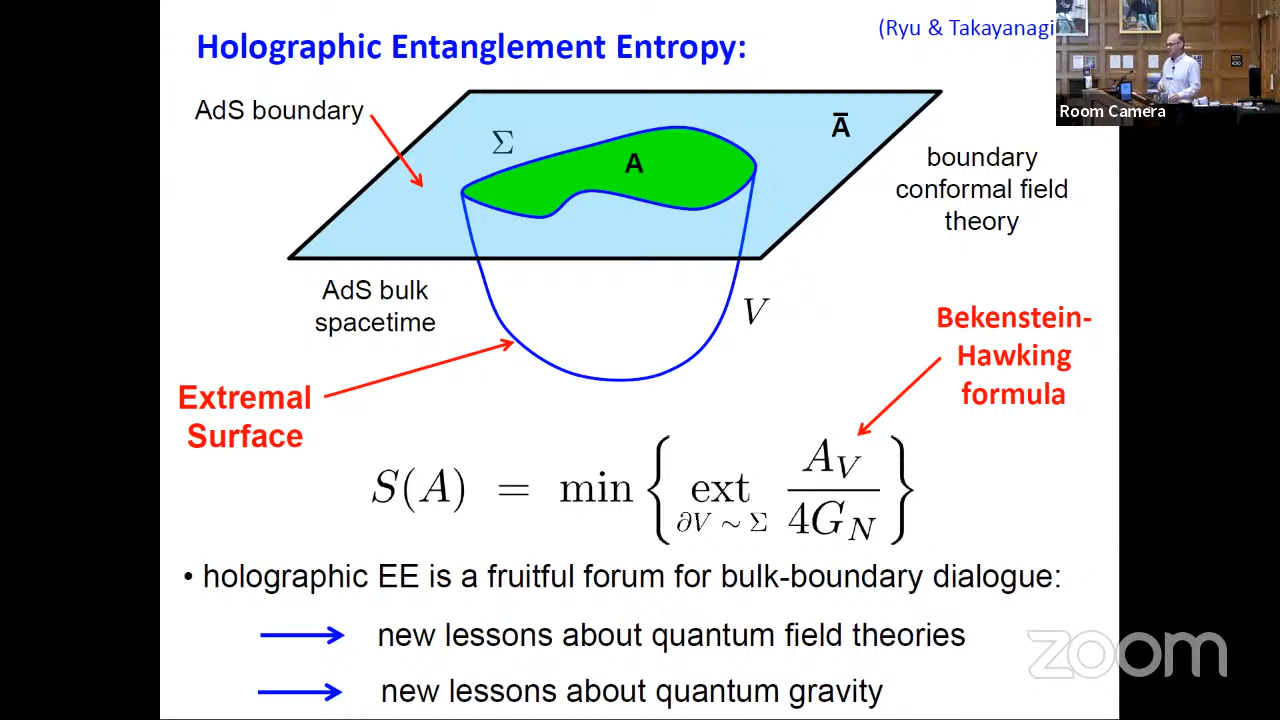 Holographic Entanglement Entropy:
(Ryu & Takayanagi
Room Camera
AdS boundary
Σ
A
Ā
boundary
conformal field
theory
AdS bulk
spacetime
V
Bekenstein-
Hawking
formula
Extremal
Surface
S(A) = min { ext_{∂V ~ Σ} A_V / 4G_N }
• holographic EE is a fruitful forum for bulk-boundary dialogue:
new lessons about quantum field theories
new lessons about quantum gravity
zoom